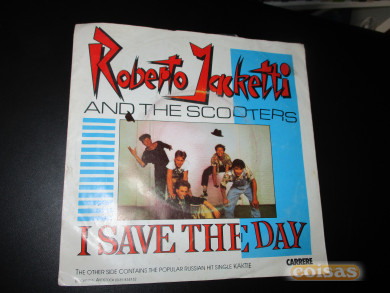 Roberto Jacketti
AND THE SCOOTERS
I SAVE THE DAY
CARRERE
THE OTHER SIDE CONTAINS THE POPULAR RUSSIAN HIT SINGLE KAKTIE
coisas